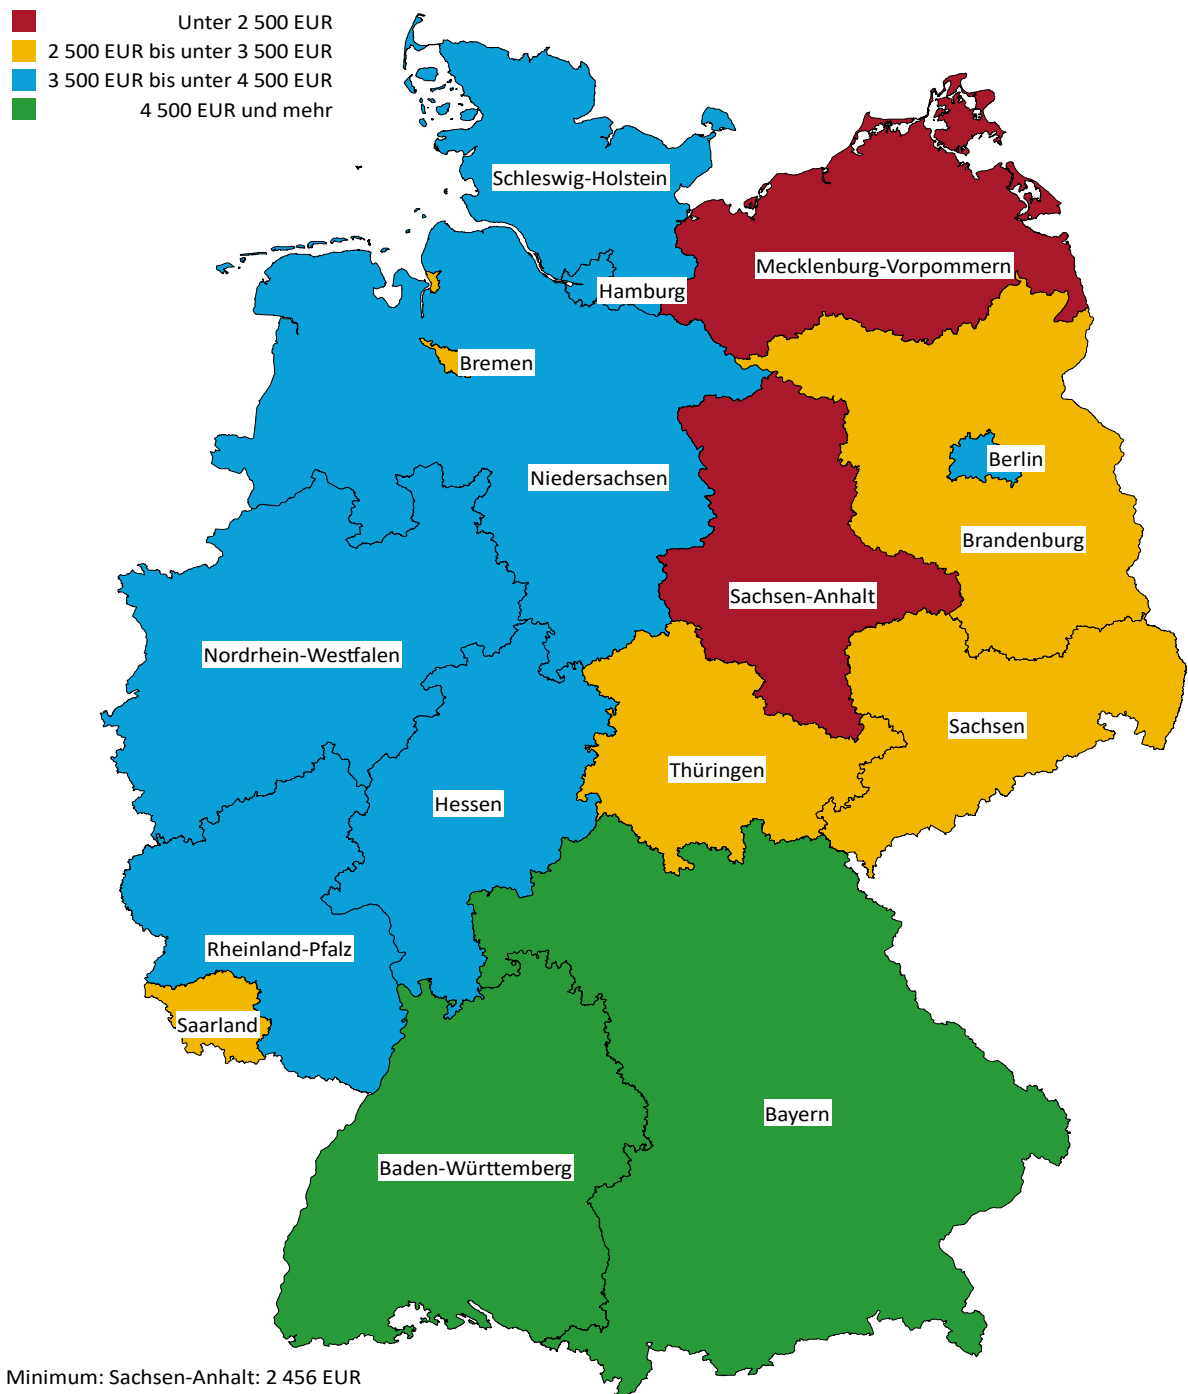 Unter 2 500 EUR
2 500 EUR bis unter 3 500 EUR
3 500 EUR bis unter 4 500 EUR
4 500 EUR und mehr
Schleswig-Holstein
Mecklenburg-Vorpommern
Hamburg
Bremen
Berlin
Niedersachsen
Brandenburg
Sachsen-Anhalt
Nordrhein-Westfalen
Sachsen
Thüringen
Hessen
Rheinland-Pfalz
Saarland
Bayern
Baden-Württemberg
Minimum: Sachsen-Anhalt: 2 456 EUR